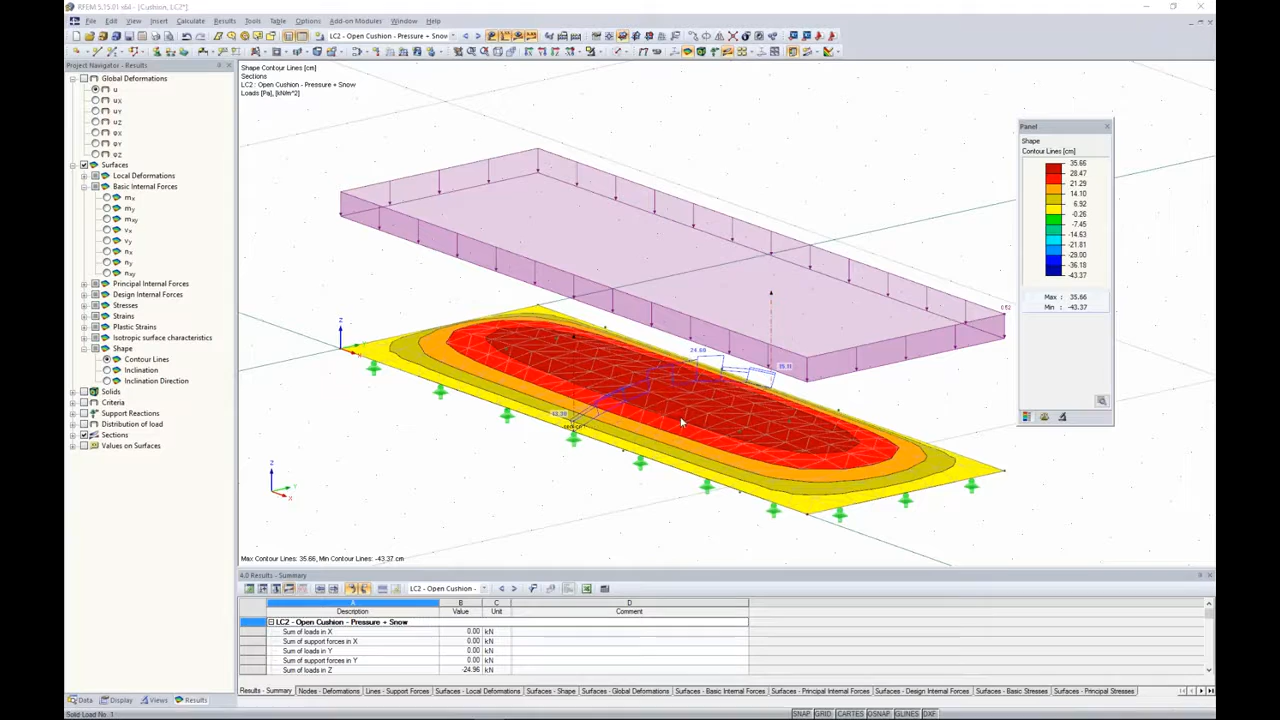 RFEM 5.15.01 x64 - [Cushion, LC2*]
File Edit View Insert Calculate Results Tools Table Options Add-on Modules Window Help
LC2 - Open Cushion - Pressure + Snow
Project Navigator - Results
Global Deformations
u
uX
uY
uZ
φX
φY
φZ
Surfaces
Local Deformations
Basic Internal Forces
mx
my
mxy
vx
vy
nx
ny
nxy
Principal Internal Forces
Design Internal Forces
Stresses
Strains
Plastic Strains
Isotropic surface characteristics
Shape
Contour Lines
Inclination
Inclination Direction
Solids
Criteria
Support Reactions
Distribution of load
Sections
Values on Surfaces
Data Display Views Results
Shape Contour Lines [cm]
Sections
LC2 : Open Cushion - Pressure + Snow
Loads [Pa], [kN/m^2]
Z
24.60
Z
X
Y
Max Contour Lines: 35.66, Min Contour Lines: -43.37 cm
Panel
Shape
Contour Lines [cm]
35.66
28.47
21.29
14.10
6.92
-0.26
-7.45
-14.63
-21.81
-29.00
-36.18
-43.37
Max : 35.66
Min : -43.37
4.0 Results - Summary
LC2 - Open Cushion -
A B C D
Description Value Unit Comment
LC2 - Open Cushion - Pressure + Snow
Sum of loads in X 0.00 kN
Sum of support forces in X 0.00 kN
Sum of loads in Y 0.00 kN
Sum of support forces in Y 0.00 kN
Sum of loads in Z -24.96 kN
Results - Summary Nodes - Deformations Lines - Support Forces Surfaces - Local Deformations Surfaces - Shape Surfaces - Global Deformations Surfaces - Basic Internal Forces Surfaces - Principal Internal Forces Surfaces - Design Internal Forces Surfaces - Basic Stresses Surfaces - Principal Stresses
Solid Load No. 1
SNAP GRID CARTES OSNAP GLINES DXF